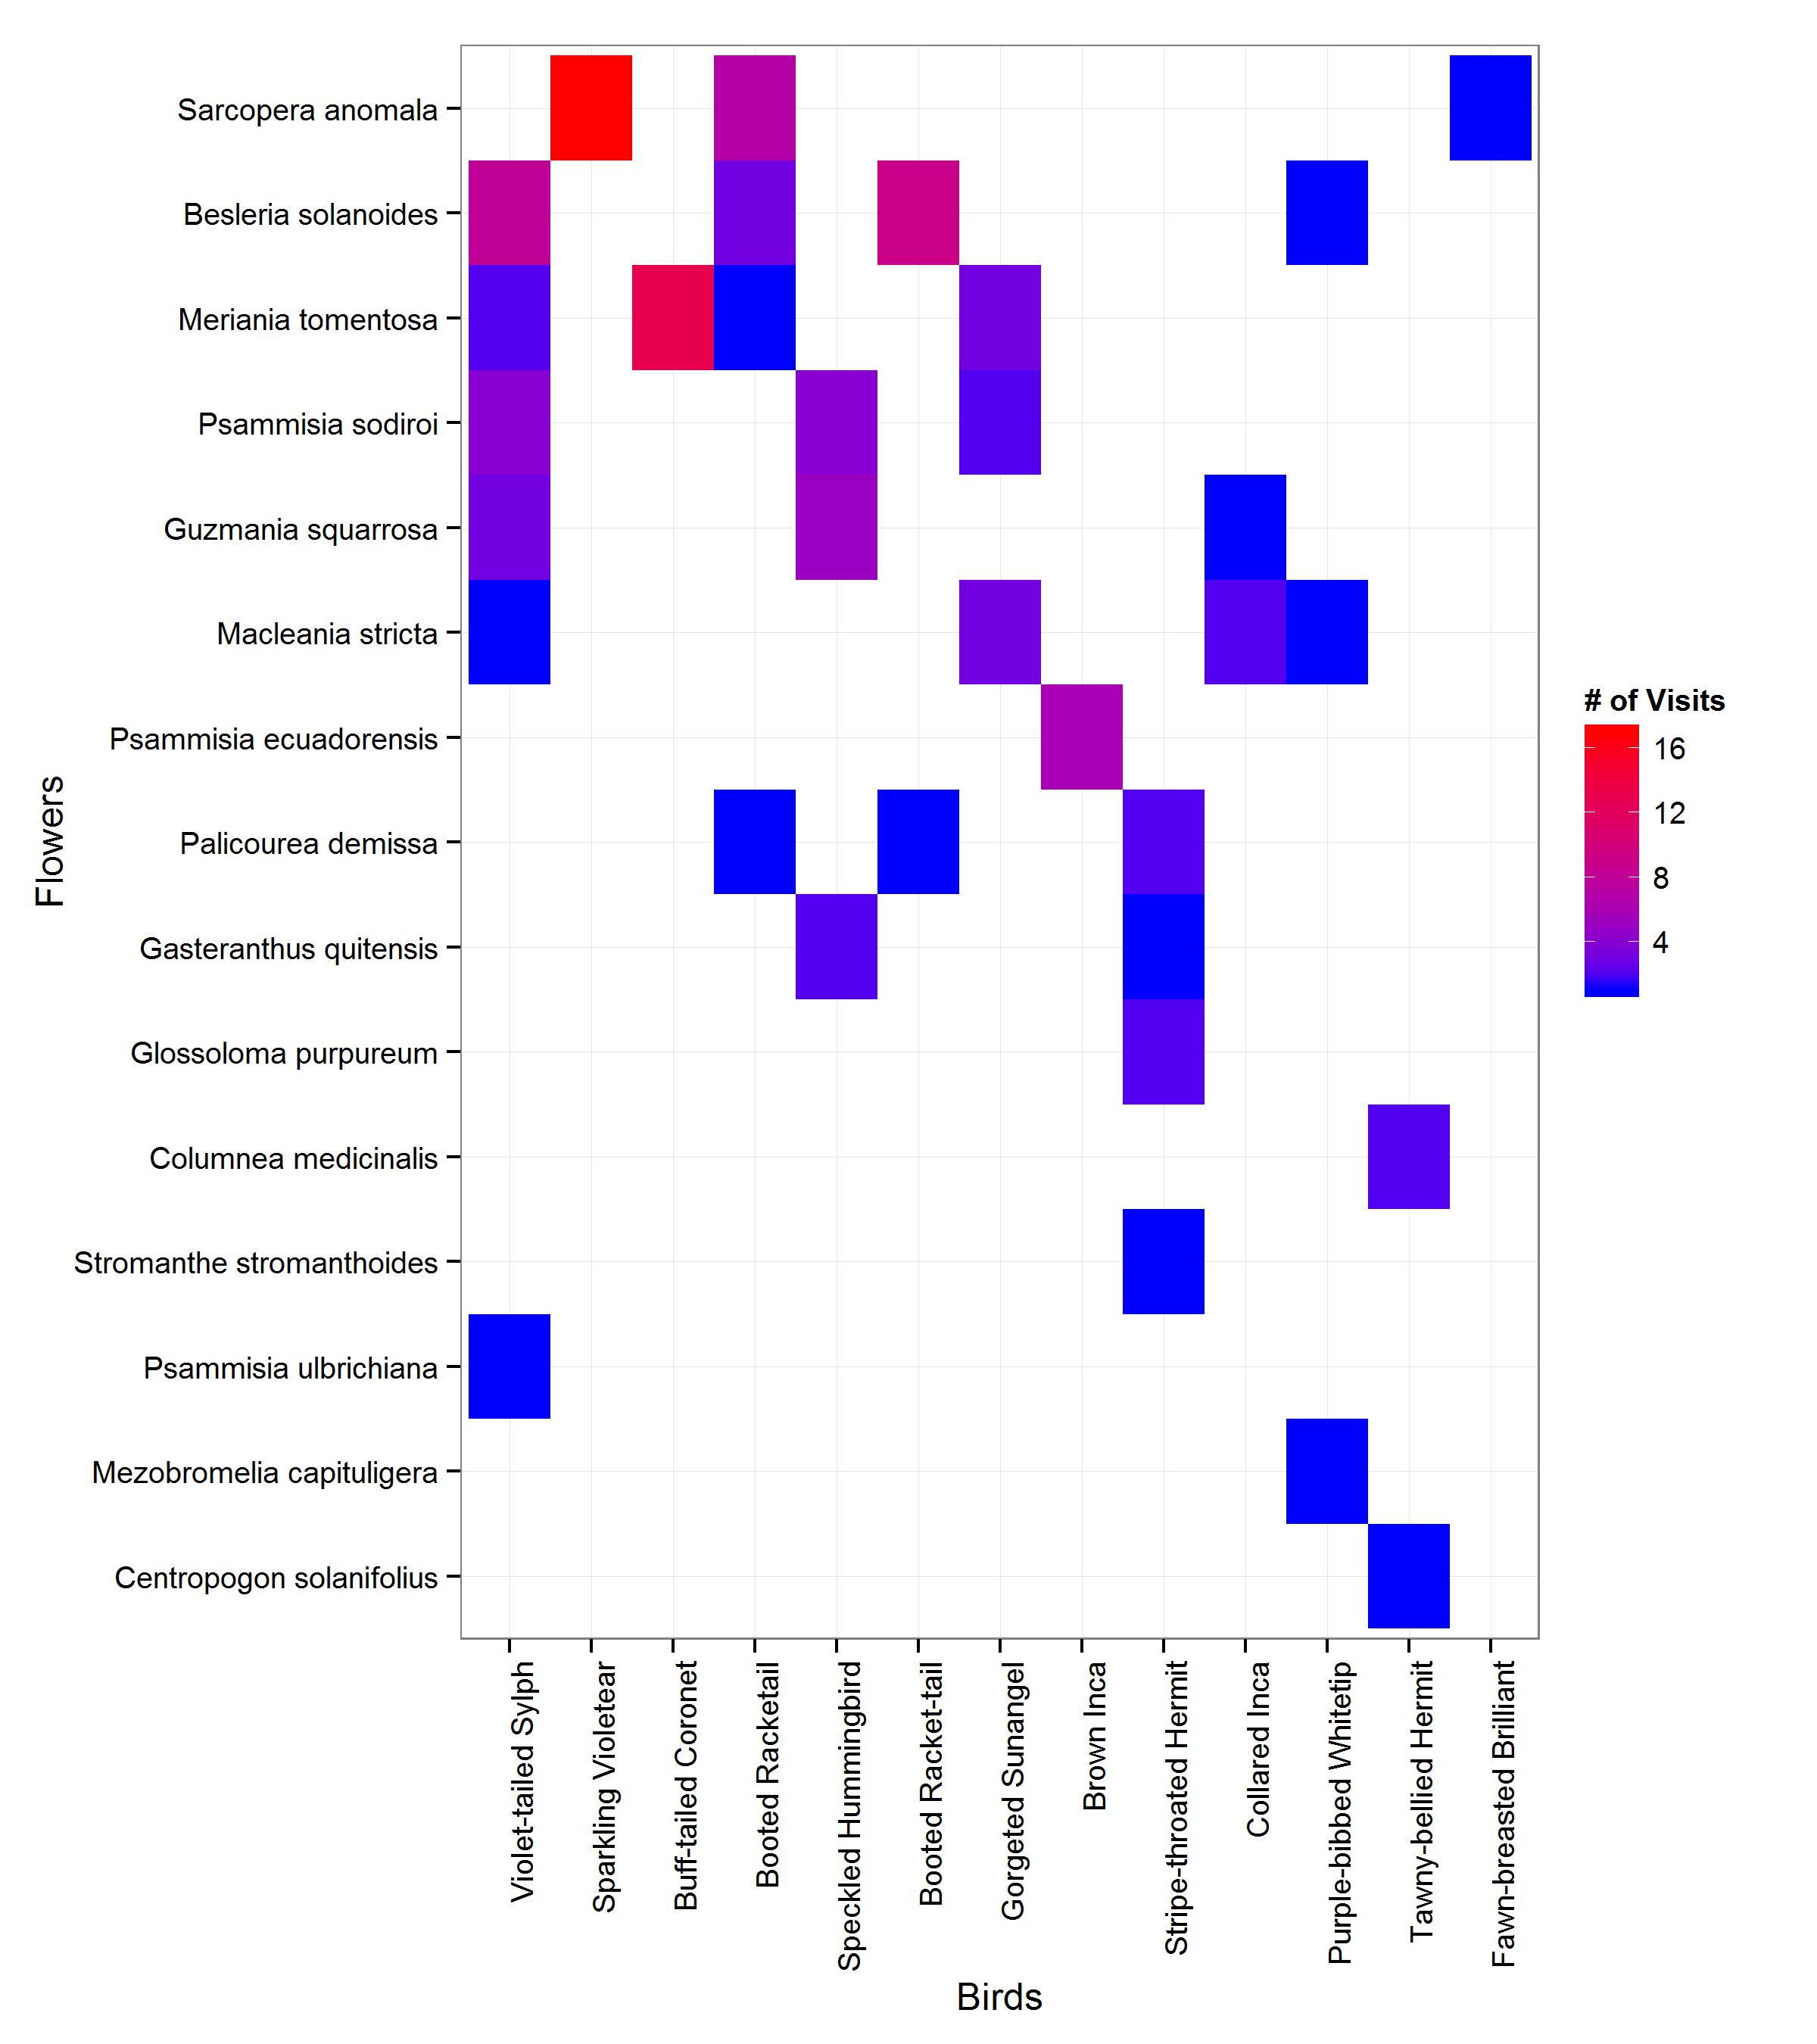 Sarcopera anomala
Besleria solanoides
Meriania tomentosa
Psammisia sodiroi
Guzmania squarrosa
Macleania stricta
Psammisia ecuadorensis
Palicourea demissa
Gasteranthus quitensis
Glossoloma purpureum
Columnea medicinalis
Stromanthe stromanthoides
Psammisia ulbrichiana
Mezobromelia capituligera
Centropogon solanifolius
Flowers
Violet-tailed Sylph
Sparkling Violetear
Buff-tailed Coronet
Booted Racketail
Speckled Hummingbird
Booted Racket-tail
Gorgeted Sunangel
Brown Inca
Stripe-throated Hermit
Collared Inca
Purple-bibbed Whitetip
Tawny-bellied Hermit
Fawn-breasted Brilliant
Birds
# of Visits
16
12
8
4